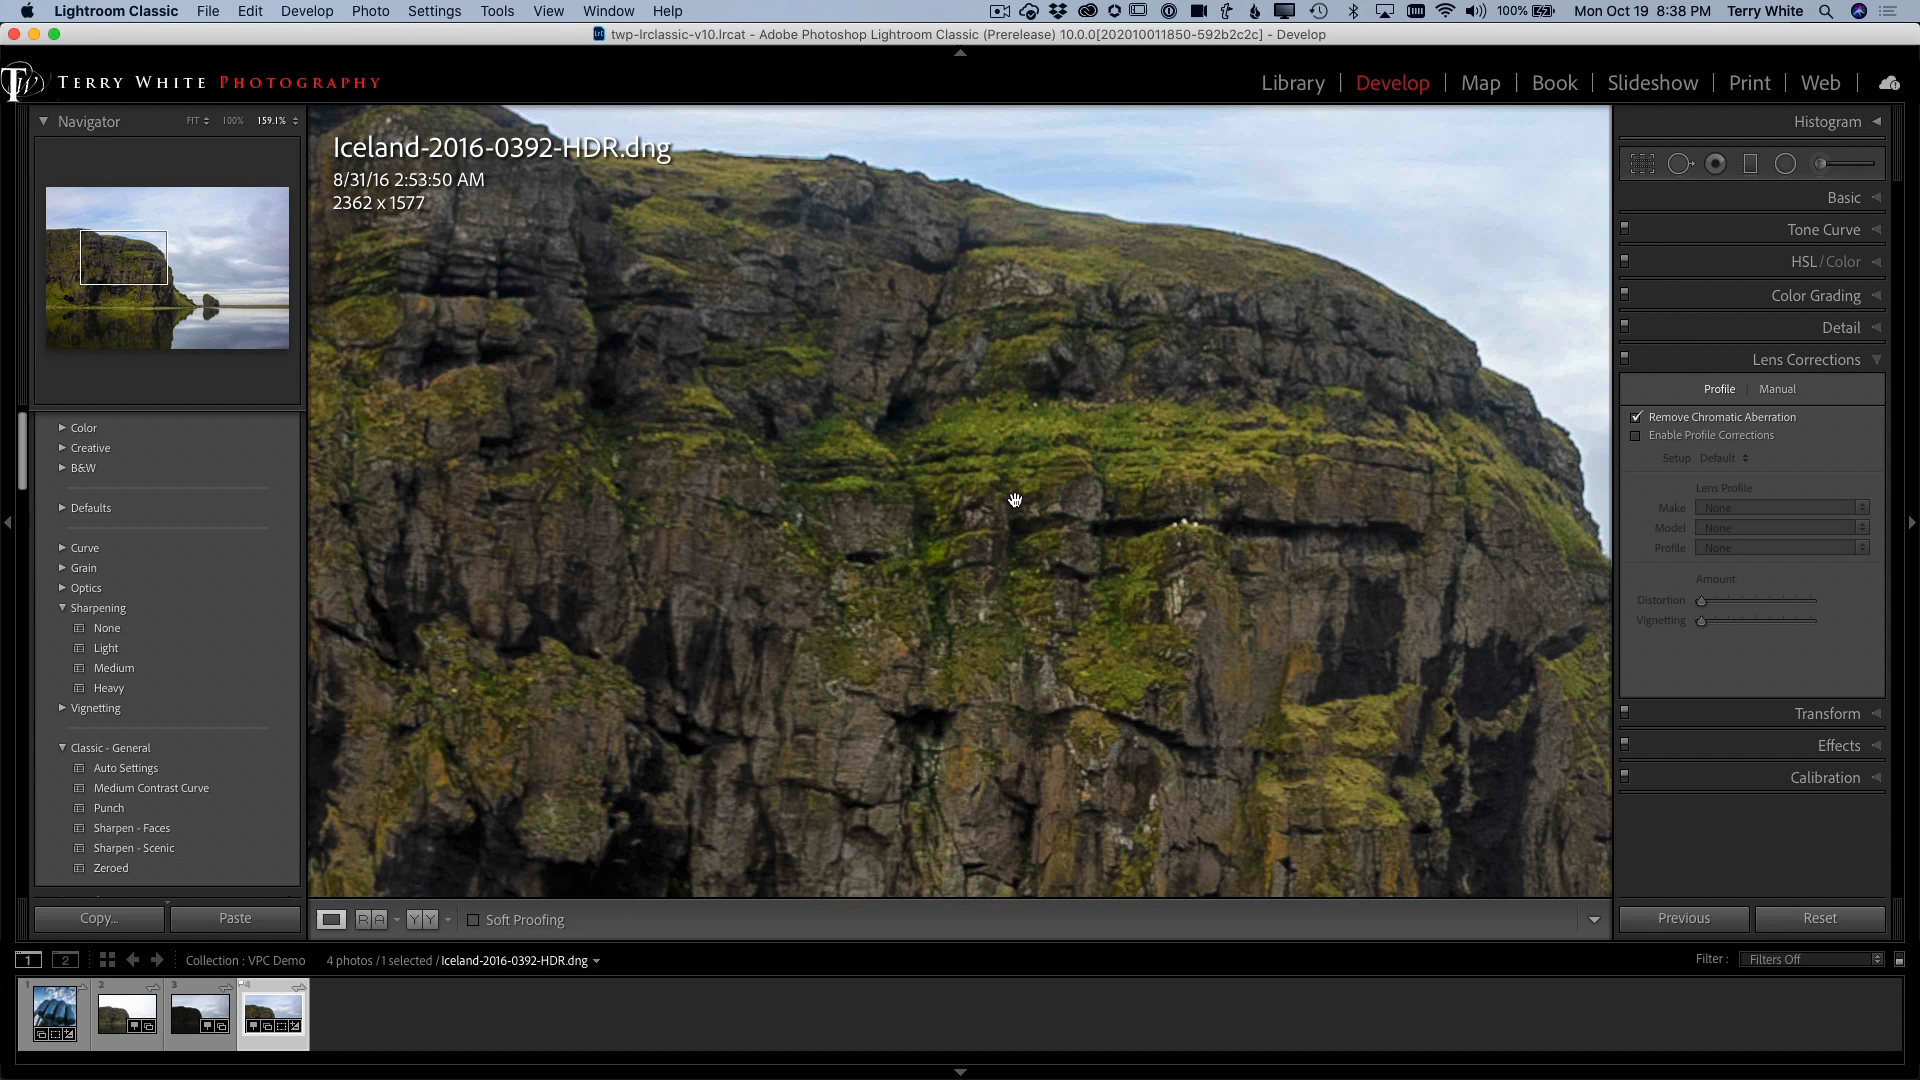 Lightroom Classic File Edit Develop Photo Settings Tools View Window Help 100% Mon Oct 19 8:38 PM Terry White
twp-lrclassic-v10.lrcat - Adobe Photoshop Lightroom Classic (Prerelease) 10.0.0[202010011850-592b2c2c] - Develop
TERRY WHITE PHOTOGRAPHY
Library | Develop | Map | Book | Slideshow | Print | Web |
Navigator FIT 100% 159.1%
Iceland-2016-0392-HDR.dng
8/31/16 2:53:50 AM
2362 x 1577
Color
Creative
B&W
Defaults
Curve
Grain
Optics
Sharpening
None
Light
Medium
Heavy
Vignetting
Classic - General
Auto Settings
Medium Contrast Curve
Punch
Sharpen - Faces
Sharpen - Scenic
Zeroed
Copy... Paste
Histogram
Basic
Tone Curve
HSL / Color
Color Grading
Detail
Lens Corrections
Profile Manual
Remove Chromatic Aberration
Enable Profile Corrections
Setup Default
Lens Profile
Make None
Model None
Profile None
Amount
Distortion
Vignetting
Transform
Effects
Calibration
Previous Reset
R A Y Y Soft Proofing
1 2 Collection : VPC Demo 4 photos / 1 selected / Iceland-2016-0392-HDR.dng Filter : Filters Off
1 2 3 4